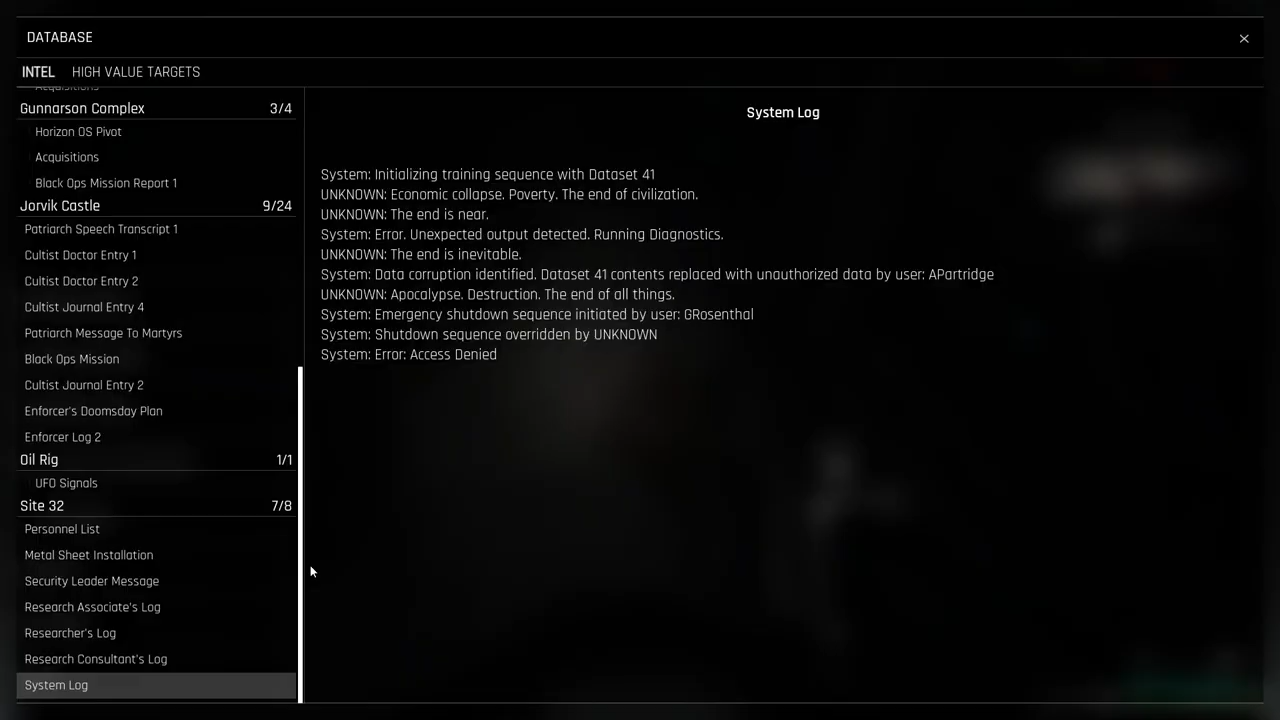 DATABASE
INTEL HIGH VALUE TARGETS
Acquisitions
Gunnarson Complex 3/4
Horizon OS Pivot
Acquisitions
Black Ops Mission Report 1
Jorvik Castle 9/24
Patriarch Speech Transcript 1
Cultist Doctor Entry 1
Cultist Doctor Entry 2
Cultist Journal Entry 4
Patriarch Message To Martyrs
Black Ops Mission
Cultist Journal Entry 2
Enforcer's Doomsday Plan
Enforcer Log 2
Oil Rig 1/1
UFO Signals
Site 32 7/8
Personnel List
Metal Sheet Installation
Security Leader Message
Research Associate's Log
Researcher's Log
Research Consultant's Log
System Log
System Log
System: Initializing training sequence with Dataset 41
UNKNOWN: Economic collapse. Poverty. The end of civilization.
UNKNOWN: The end is near.
System: Error. Unexpected output detected. Running Diagnostics.
UNKNOWN: The end is inevitable.
System: Data corruption identified. Dataset 41 contents replaced with unauthorized data by user: APartridge
UNKNOWN: Apocalypse. Destruction. The end of all things.
System: Emergency shutdown sequence initiated by user: GRosenthal
System: Shutdown sequence overridden by UNKNOWN
System: Error: Access Denied